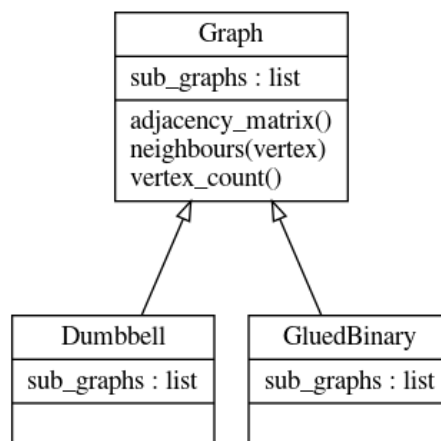 Graph
sub_graphs : list
adjacency_matrix()
neighbours(vertex)
vertex_count()
Dumbbell
sub_graphs : list
GluedBinary
sub_graphs : list